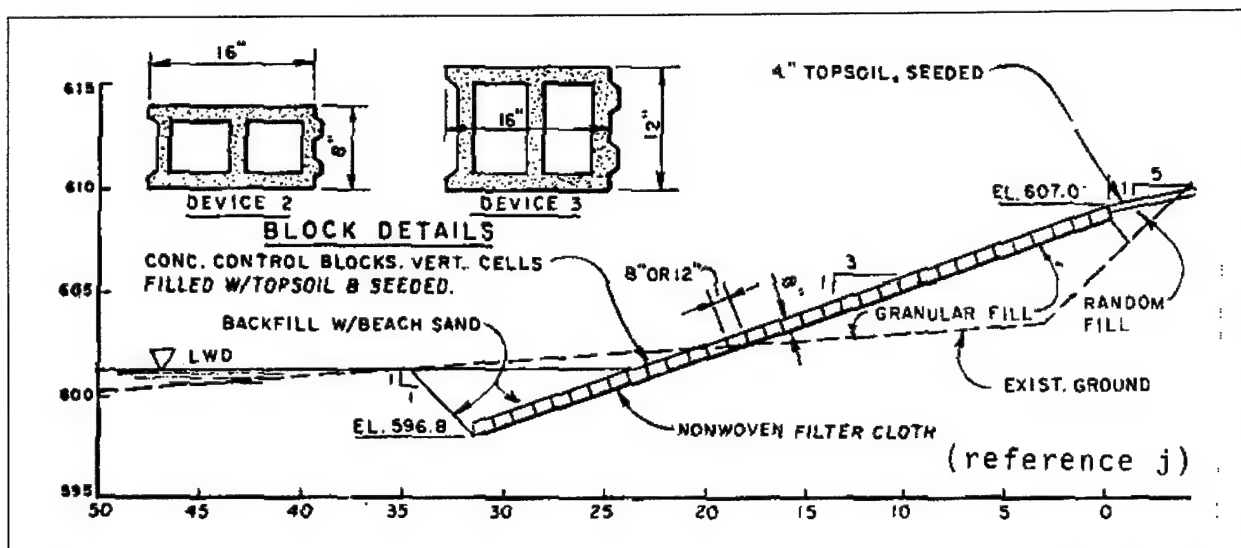 16"
16"
8"
12"
DEVICE 2
DEVICE 3
BLOCK DETAILS
CONC. CONTROL BLOCKS. VERT. CELLS
FILLED W/TOPSOIL & SEEDED.
4" TOPSOIL, SEEDED
5
1
EL. 607.0
3
1
8" OR 12"
8"
BACKFILL W/BEACH SAND
GRANULAR FILL
RANDOM
FILL
LWD
1
1
EXIST. GROUND
EL. 596.8
NONWOVEN FILTER CLOTH
(reference j)
615
610
605
600
595
50
40
35
30
25
20
15
10
5
0